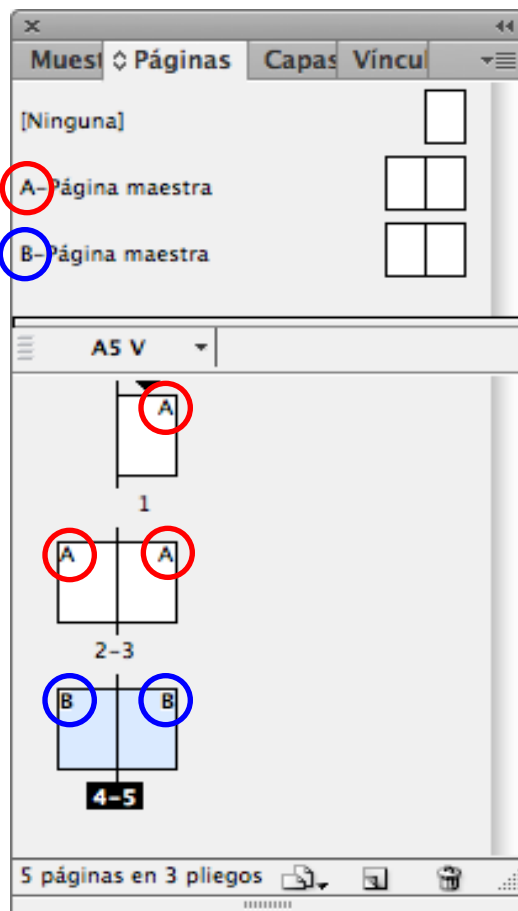 Muest Páginas Capas Víncul
[Ninguna]
A-Página maestra
B-Página maestra
A5 V
A
1
A A
2-3
B B
4-5
5 páginas en 3 pliegos